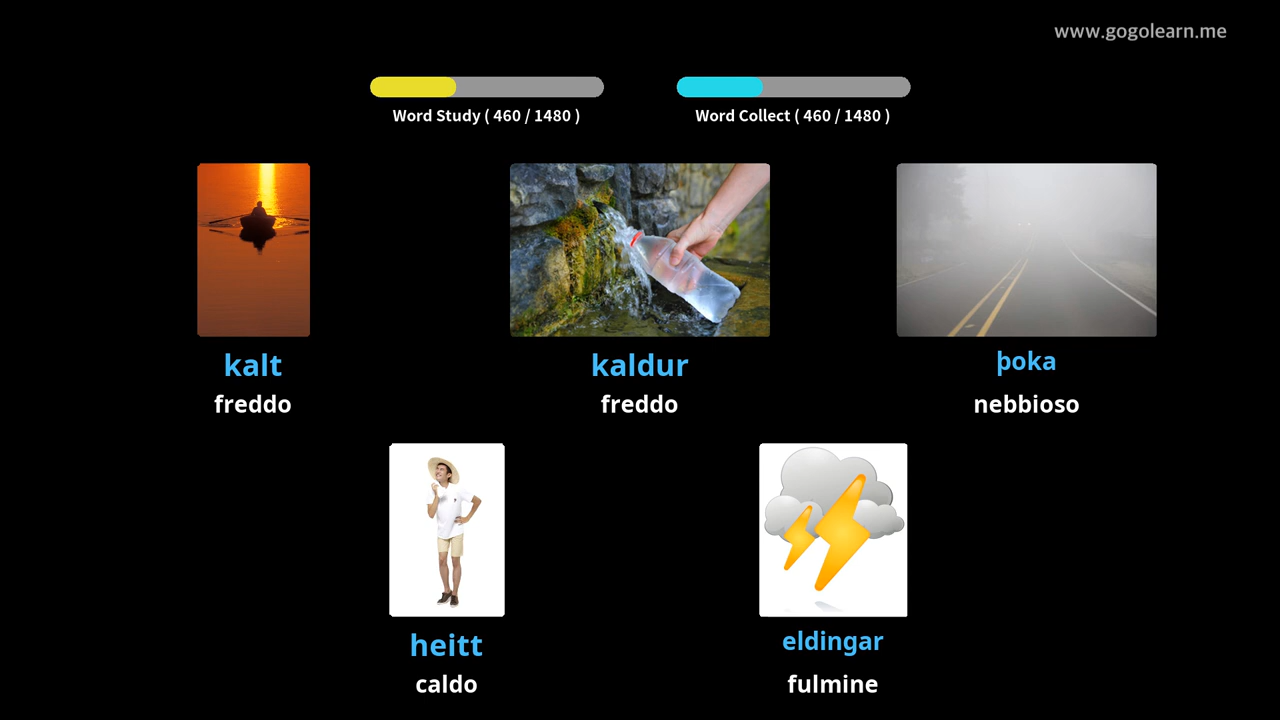 www.gogolearn.me
Word Study ( 460 / 1480 )
Word Collect ( 460 / 1480 )
kalt
freddo
kaldur
freddo
þoka
nebbioso
heitt
caldo
eldingar
fulmine